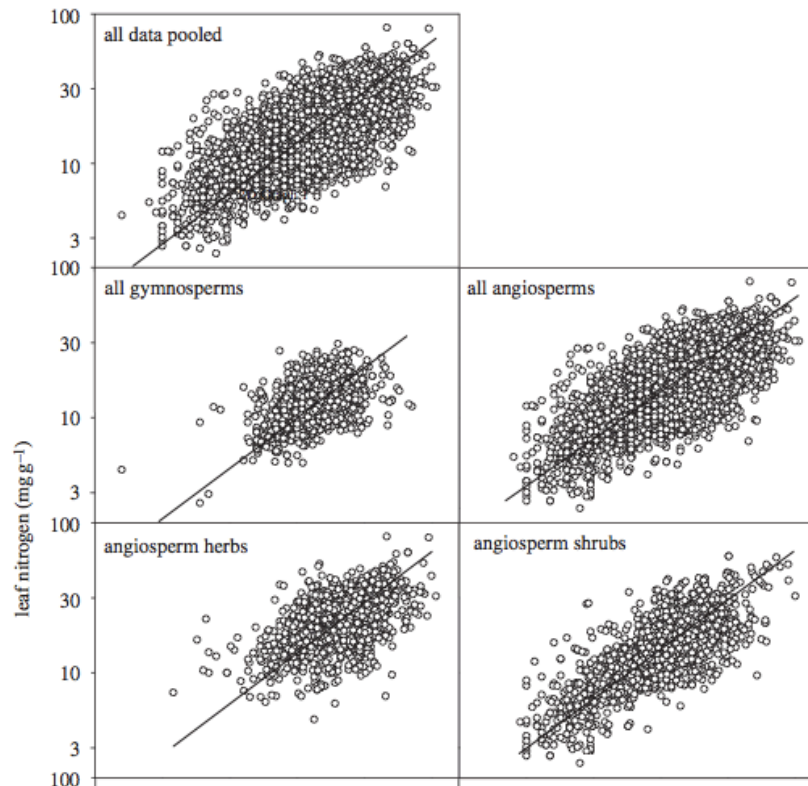 100
all data pooled
30
10
3
100
all gymnosperms
all angiosperms
30
10
3
100
angiosperm herbs
angiosperm shrubs
30
10
3
100
leaf nitrogen (mg g⁻¹)